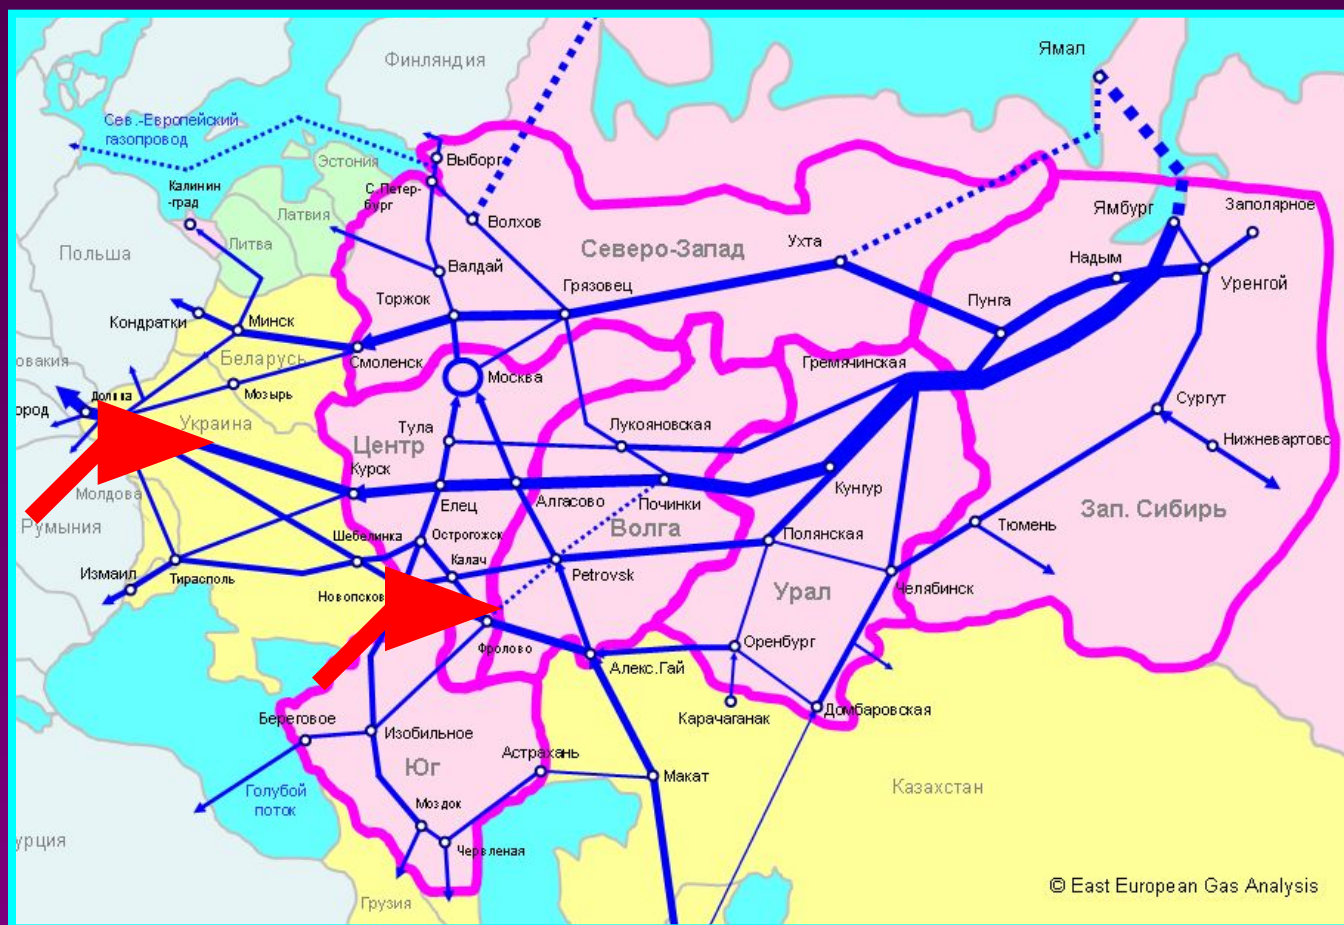 Финляндия
Ямал
Сев.-Европейский
газопровод
Эстония
Выборг
Калинин
-град
С. Петер-
бург
Латвия
Волхов
Ямбург
Заполярное
Литва
Польша
Северо-Запад
Ухта
Валдай
Надым
Грязовец
Уренгой
Торжок
Пунга
Кондратки
Минск
Беларусь
Смоленск
Гремячинская
овакия
Москва
Мозырь
ород
Украина
Сургут
Тула
Лукояновская
Центр
Нижневартовс
Курск
Молдова
Елец
Алгасово
Починки
Кунгур
Румыния
Волга
Зап. Сибирь
Тюмень
Шебелинка
Острогожск
Полянская
Калач
Измаил
Тирасполь
Petrovsk
Челябинск
Новопсков
Урал
Фролово
Оренбург
Алекс.Гай
Карачаганак
Домбаровская
Береговое
Изобильное
Астрахань
Юг
Макат
Голубой
поток
Казахстан
Моздок
урция
Червленая
© East European Gas Analysis
Грузия